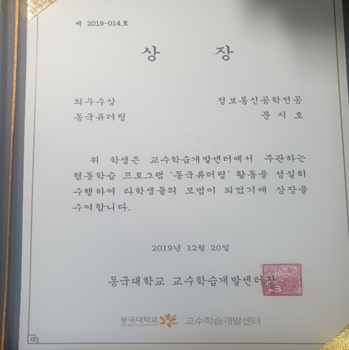 제 2019-014호
상 장
최우수상 정보통신공학전공
동국튜터링 문지호
위 학생은 교수학습개발센터에서 주관하는
협동학습 프로그램 '동국튜터링' 활동을 성실히
수행하여 타학생들의 모범이 되었기에 상장을
수여합니다.
2019년 12월 20일
동국대학교 교수학습개발센터장
동국대학교 교수학습개발센터